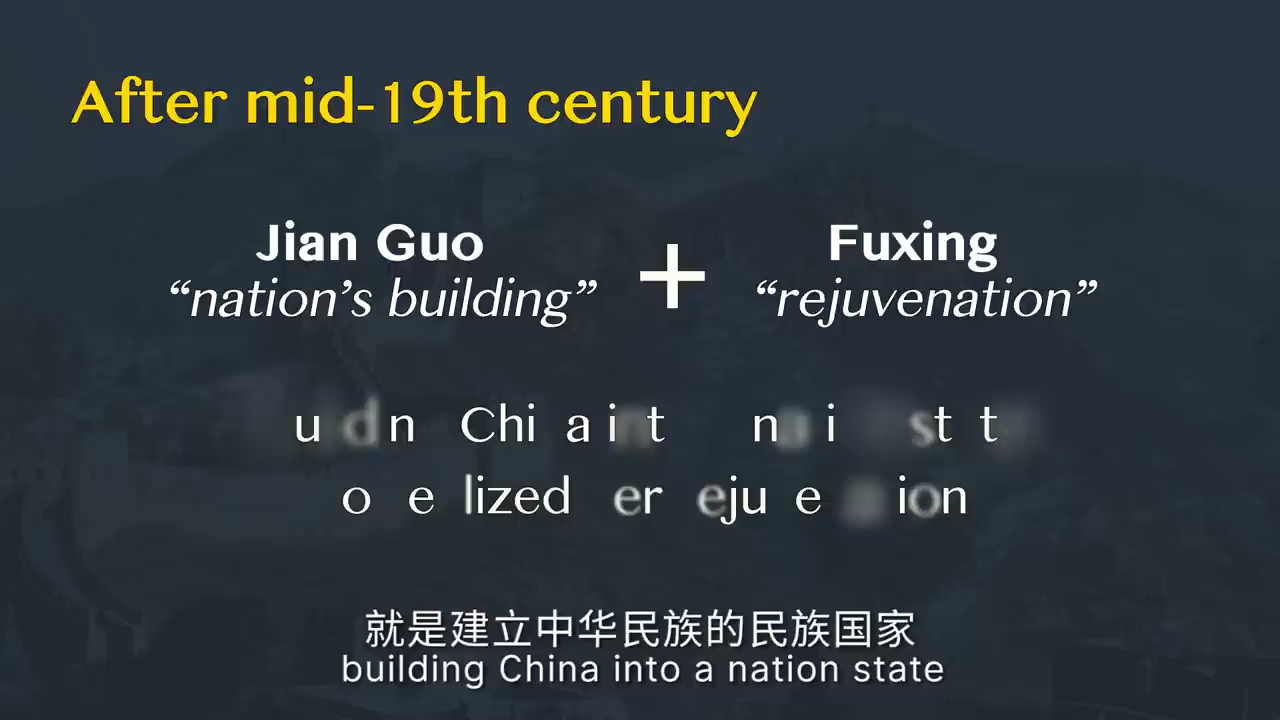 After mid-19th century
Jian Guo + Fuxing
“nation’s building” “rejuvenation”
就是建立中华民族的民族国家
building China into a nation state